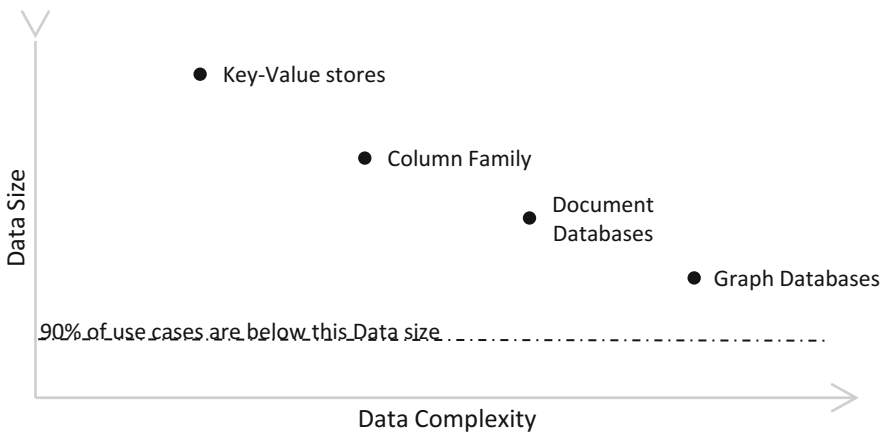 Key-Value stores
Column Family
Document
Databases
Graph Databases
Data Size
90% of use cases are below this Data size
Data Complexity